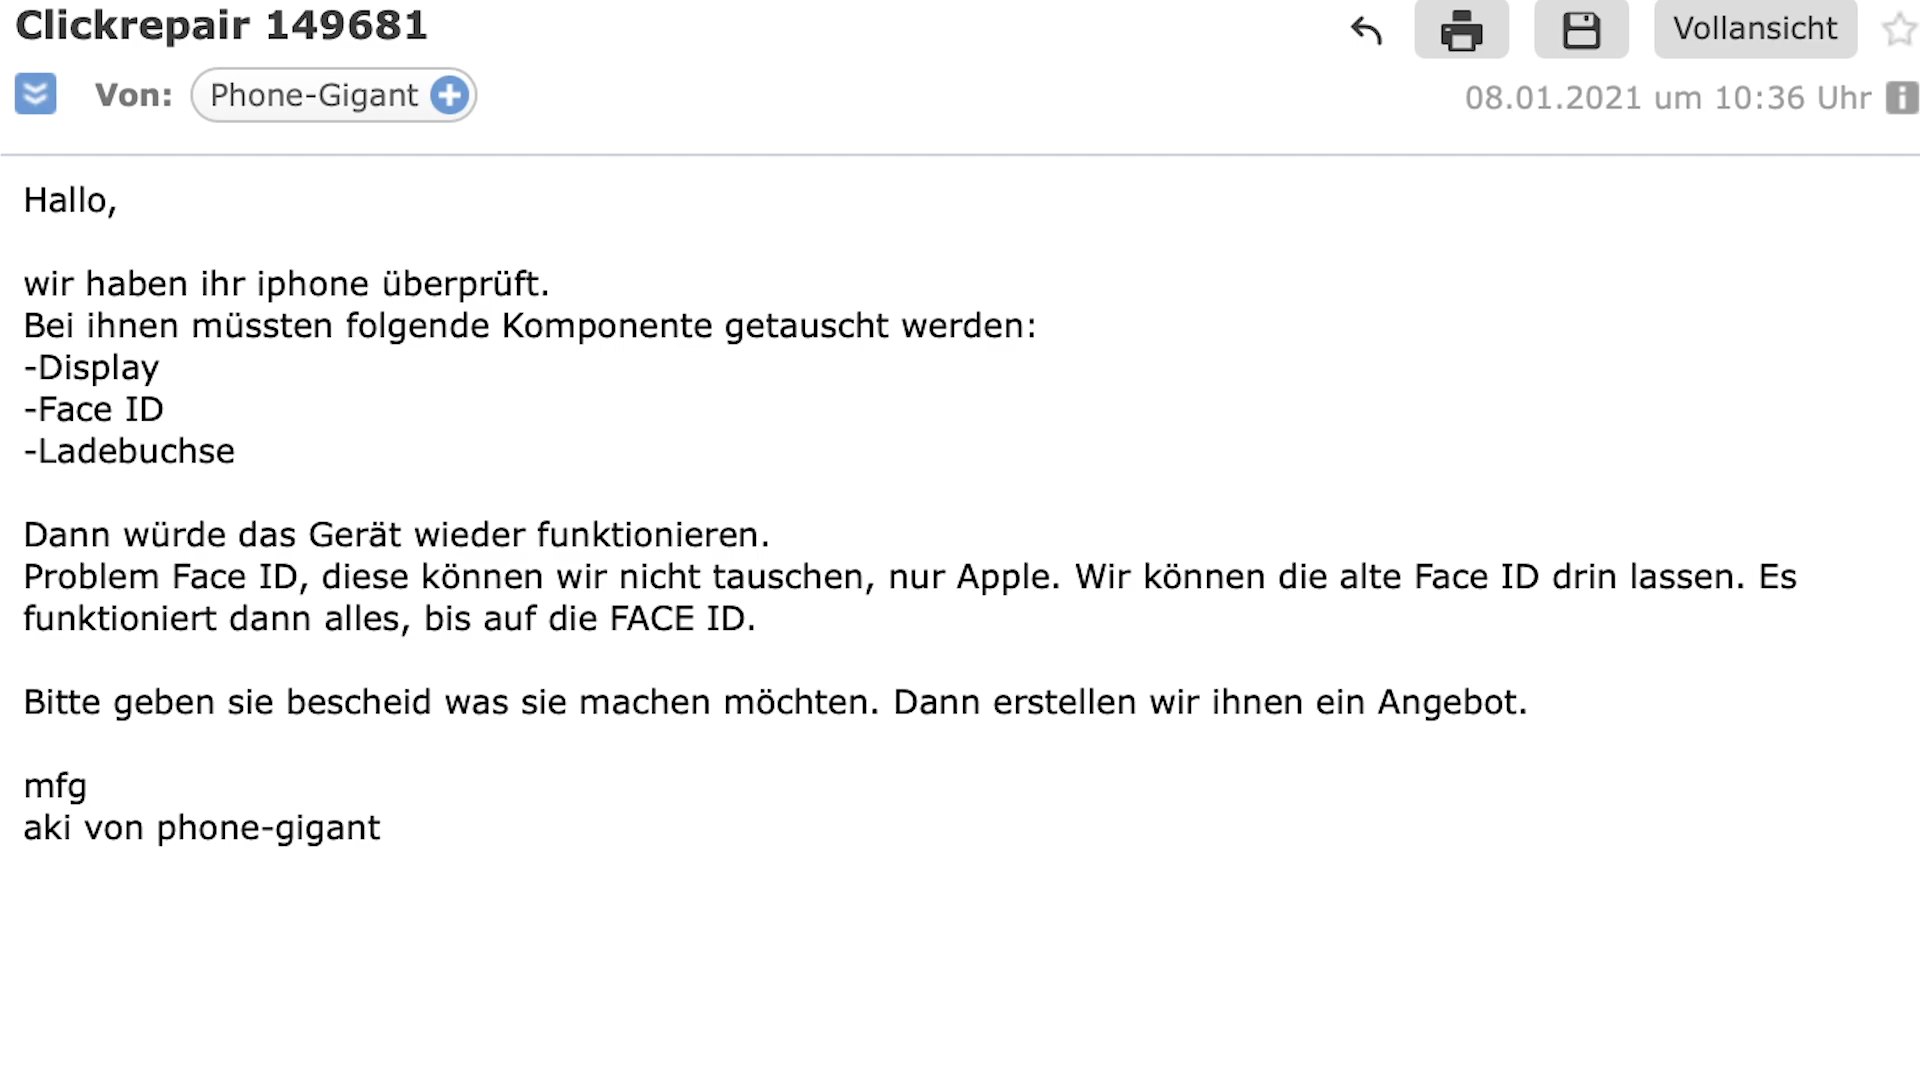 Clickrepair 149681
Vollansicht
Von: Phone-Gigant
08.01.2021 um 10:36 Uhr
Hallo,
wir haben ihr iphone überprüft.
Bei ihnen müssten folgende Komponente getauscht werden:
-Display
-Face ID
-Ladebuchse
Dann würde das Gerät wieder funktionieren.
Problem Face ID, diese können wir nicht tauschen, nur Apple. Wir können die alte Face ID drin lassen. Es
funktioniert dann alles, bis auf die FACE ID.
Bitte geben sie bescheid was sie machen möchten. Dann erstellen wir ihnen ein Angebot.
mfg
aki von phone-gigant